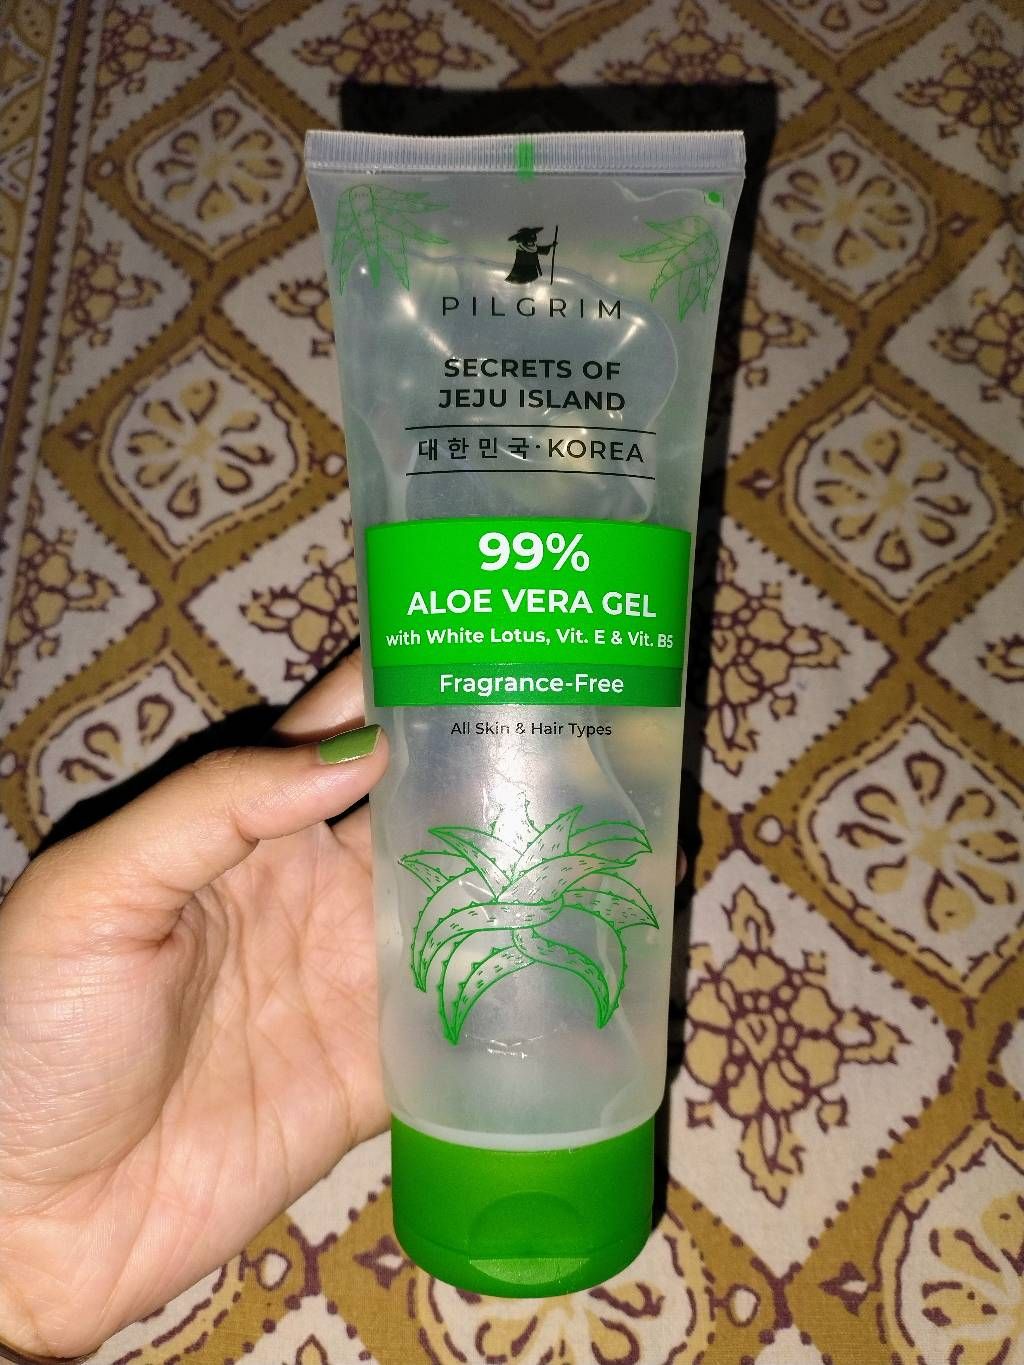 PILGRIM
SECRETS OF
JEJU ISLAND
대한민국·KOREA
99%
ALOE VERA GEL
with White Lotus, Vit. E & Vit. B5
Fragrance-Free
All Skin & Hair Types